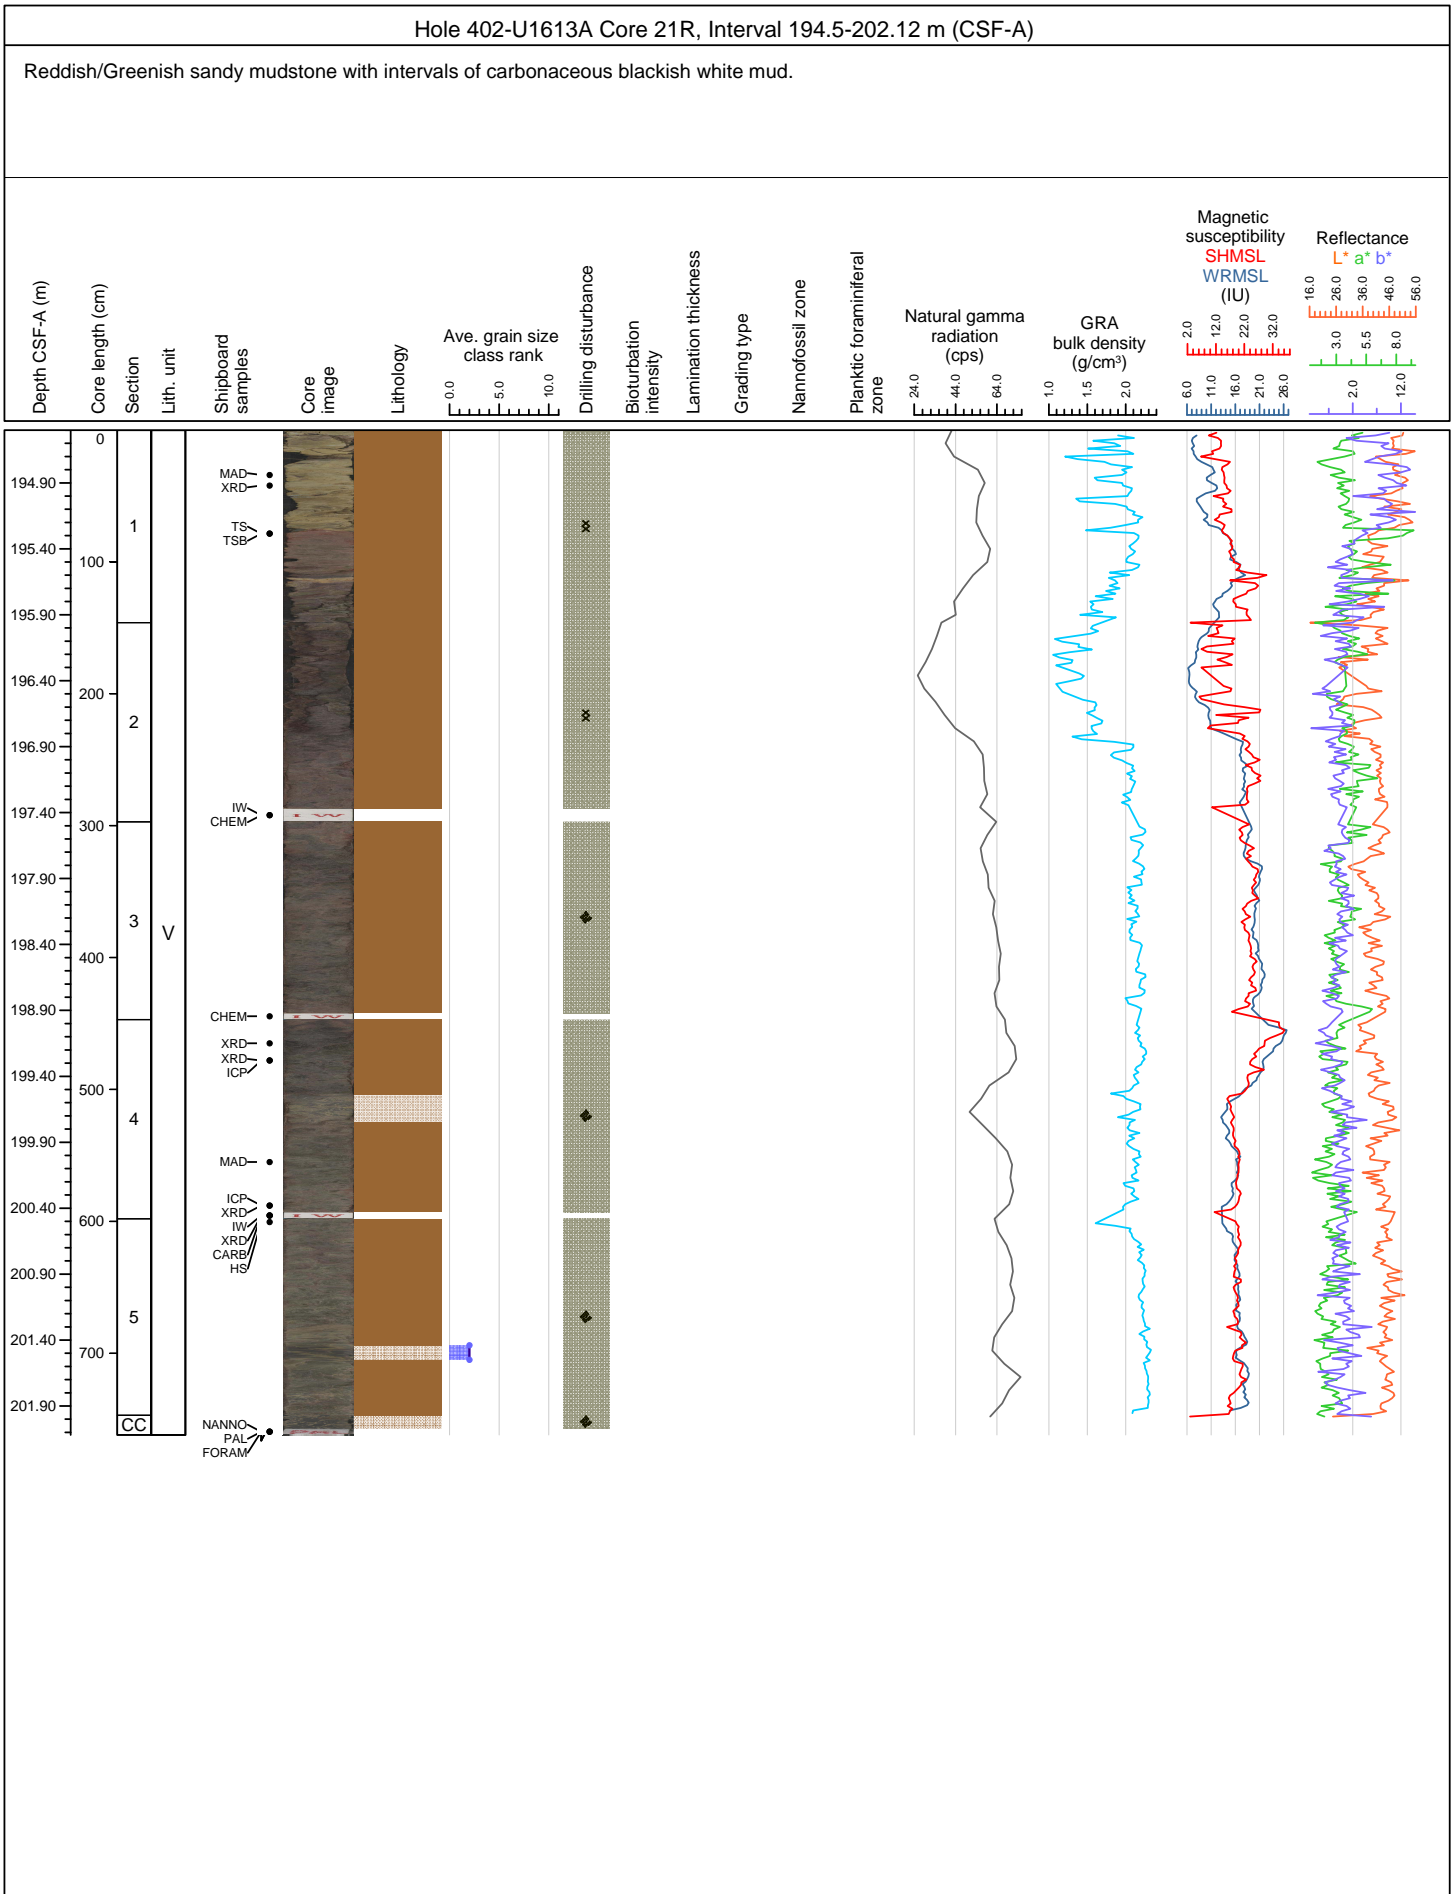 Hole 402-U1613A Core 21R, Interval 194.5-202.12 m (CSF-A)
Reddish/Greenish sandy mudstone with intervals of carbonaceous blackish white mud.
Depth CSF-A (m)
Core length (cm)
Section
Lith. unit
Shipboard
samples
Core
image
Lithology
Ave. grain size
class rank
0.0 5.0 10.0
Drilling disturbance
Bioturbation
intensity
Lamination thickness
Grading type
Nannofossil zone
Planktic foraminiferal
zone
Natural gamma
radiation
(cps)
24.0 44.0 64.0
GRA
bulk density
(g/cm³)
1.0 1.5 2.0
Magnetic
susceptibility
SHMSL
WRMSL
(IU)
2.0 12.0 22.0 32.0
6.0 11.0 16.0 21.0 26.0
Reflectance
L* a* b*
16.0 26.0 36.0 46.0 56.0
3.0 5.5 8.0
2.0 12.0
194.90
195.40
195.90
196.40
196.90
197.40
197.90
198.40
198.90
199.40
199.90
200.40
200.90
201.40
201.90
0
100
200
300
400
500
600
700
1
2
3
4
5
CC
V
MAD
XRD
TS
TSB
IW
CHEM
CHEM
XRD
XRD
ICP
MAD
ICP
XRD
IW
XRD
CARB
HS
NANNO
PAL
FORAM
I W
I W
I W
PAL